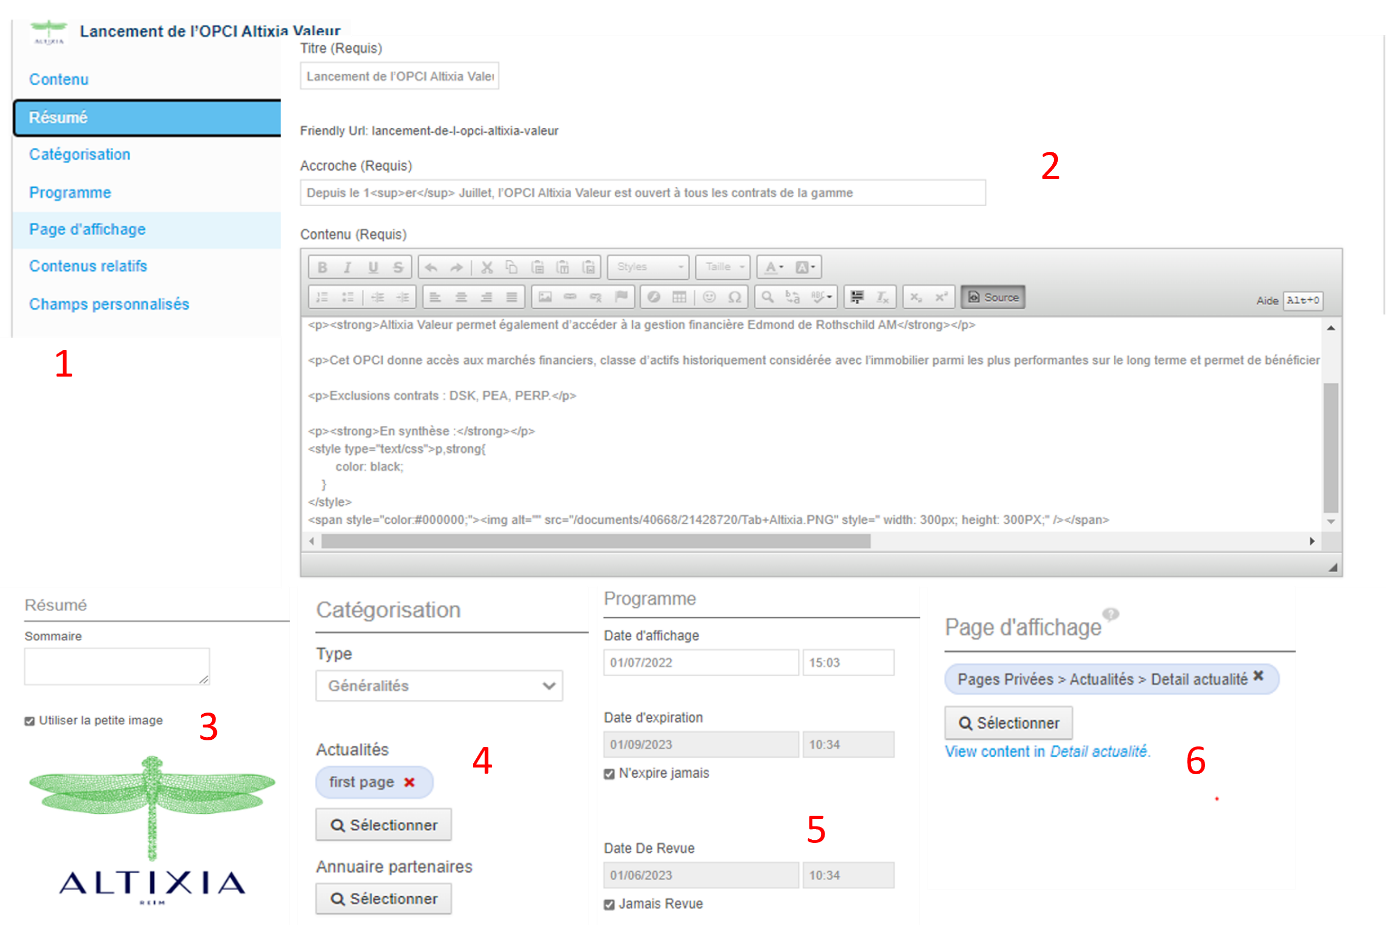 Lancement de l'OPCI Altixia Valeur
ALTIXIA
Contenu
Résumé
Catégorisation
Programme
Page d'affichage
Contenus relatifs
Champs personnalisés
1
Titre (Requis)
Lancement de l'OPCI Altixia Valeu
Friendly Url: lancement-de-l-opci-altixia-valeur
Accroche (Requis)
Depuis le 1<sup>er</sup> Juillet, l'OPCI Altixia Valeur est ouvert à tous les contrats de la gamme
2
Contenu (Requis)
B I U S Styles Taille A A
Ω ABC Tx x₂ x² Source
Aide Alt+0
<p><strong>Altixia Valeur permet également d'accéder à la gestion financière Edmond de Rothschild AM</strong></p>
<p>Cet OPCI donne accès aux marchés financiers, classe d'actifs historiquement considérée avec l'immobilier parmi les plus performantes sur le long terme et permet de bénéficier
<p>Exclusions contrats : DSK, PEA, PERP.</p>
<p><strong>En synthèse :</strong></p>
<style type="text/css">p,strong{
color: black;
}
</style>
<span style="color:#000000;"><img alt="" src="/documents/40668/21428720/Tab+Altixia.PNG" style=" width: 300px; height: 300PX;" /></span>
Résumé
Sommaire
Utiliser la petite image
3
ALTIXIA
REIM
Catégorisation
Type
Généralités
Actualités
4
first page ×
Sélectionner
Annuaire partenaires
Sélectionner
Programme
Date d'affichage
01/07/2022 15:03
Date d'expiration
01/09/2023 10:34
N'expire jamais
5
Date De Revue
01/06/2023 10:34
Jamais Revue
Page d'affichage ?
Pages Privées > Actualités > Detail actualité ×
Sélectionner
View content in Detail actualité.
6